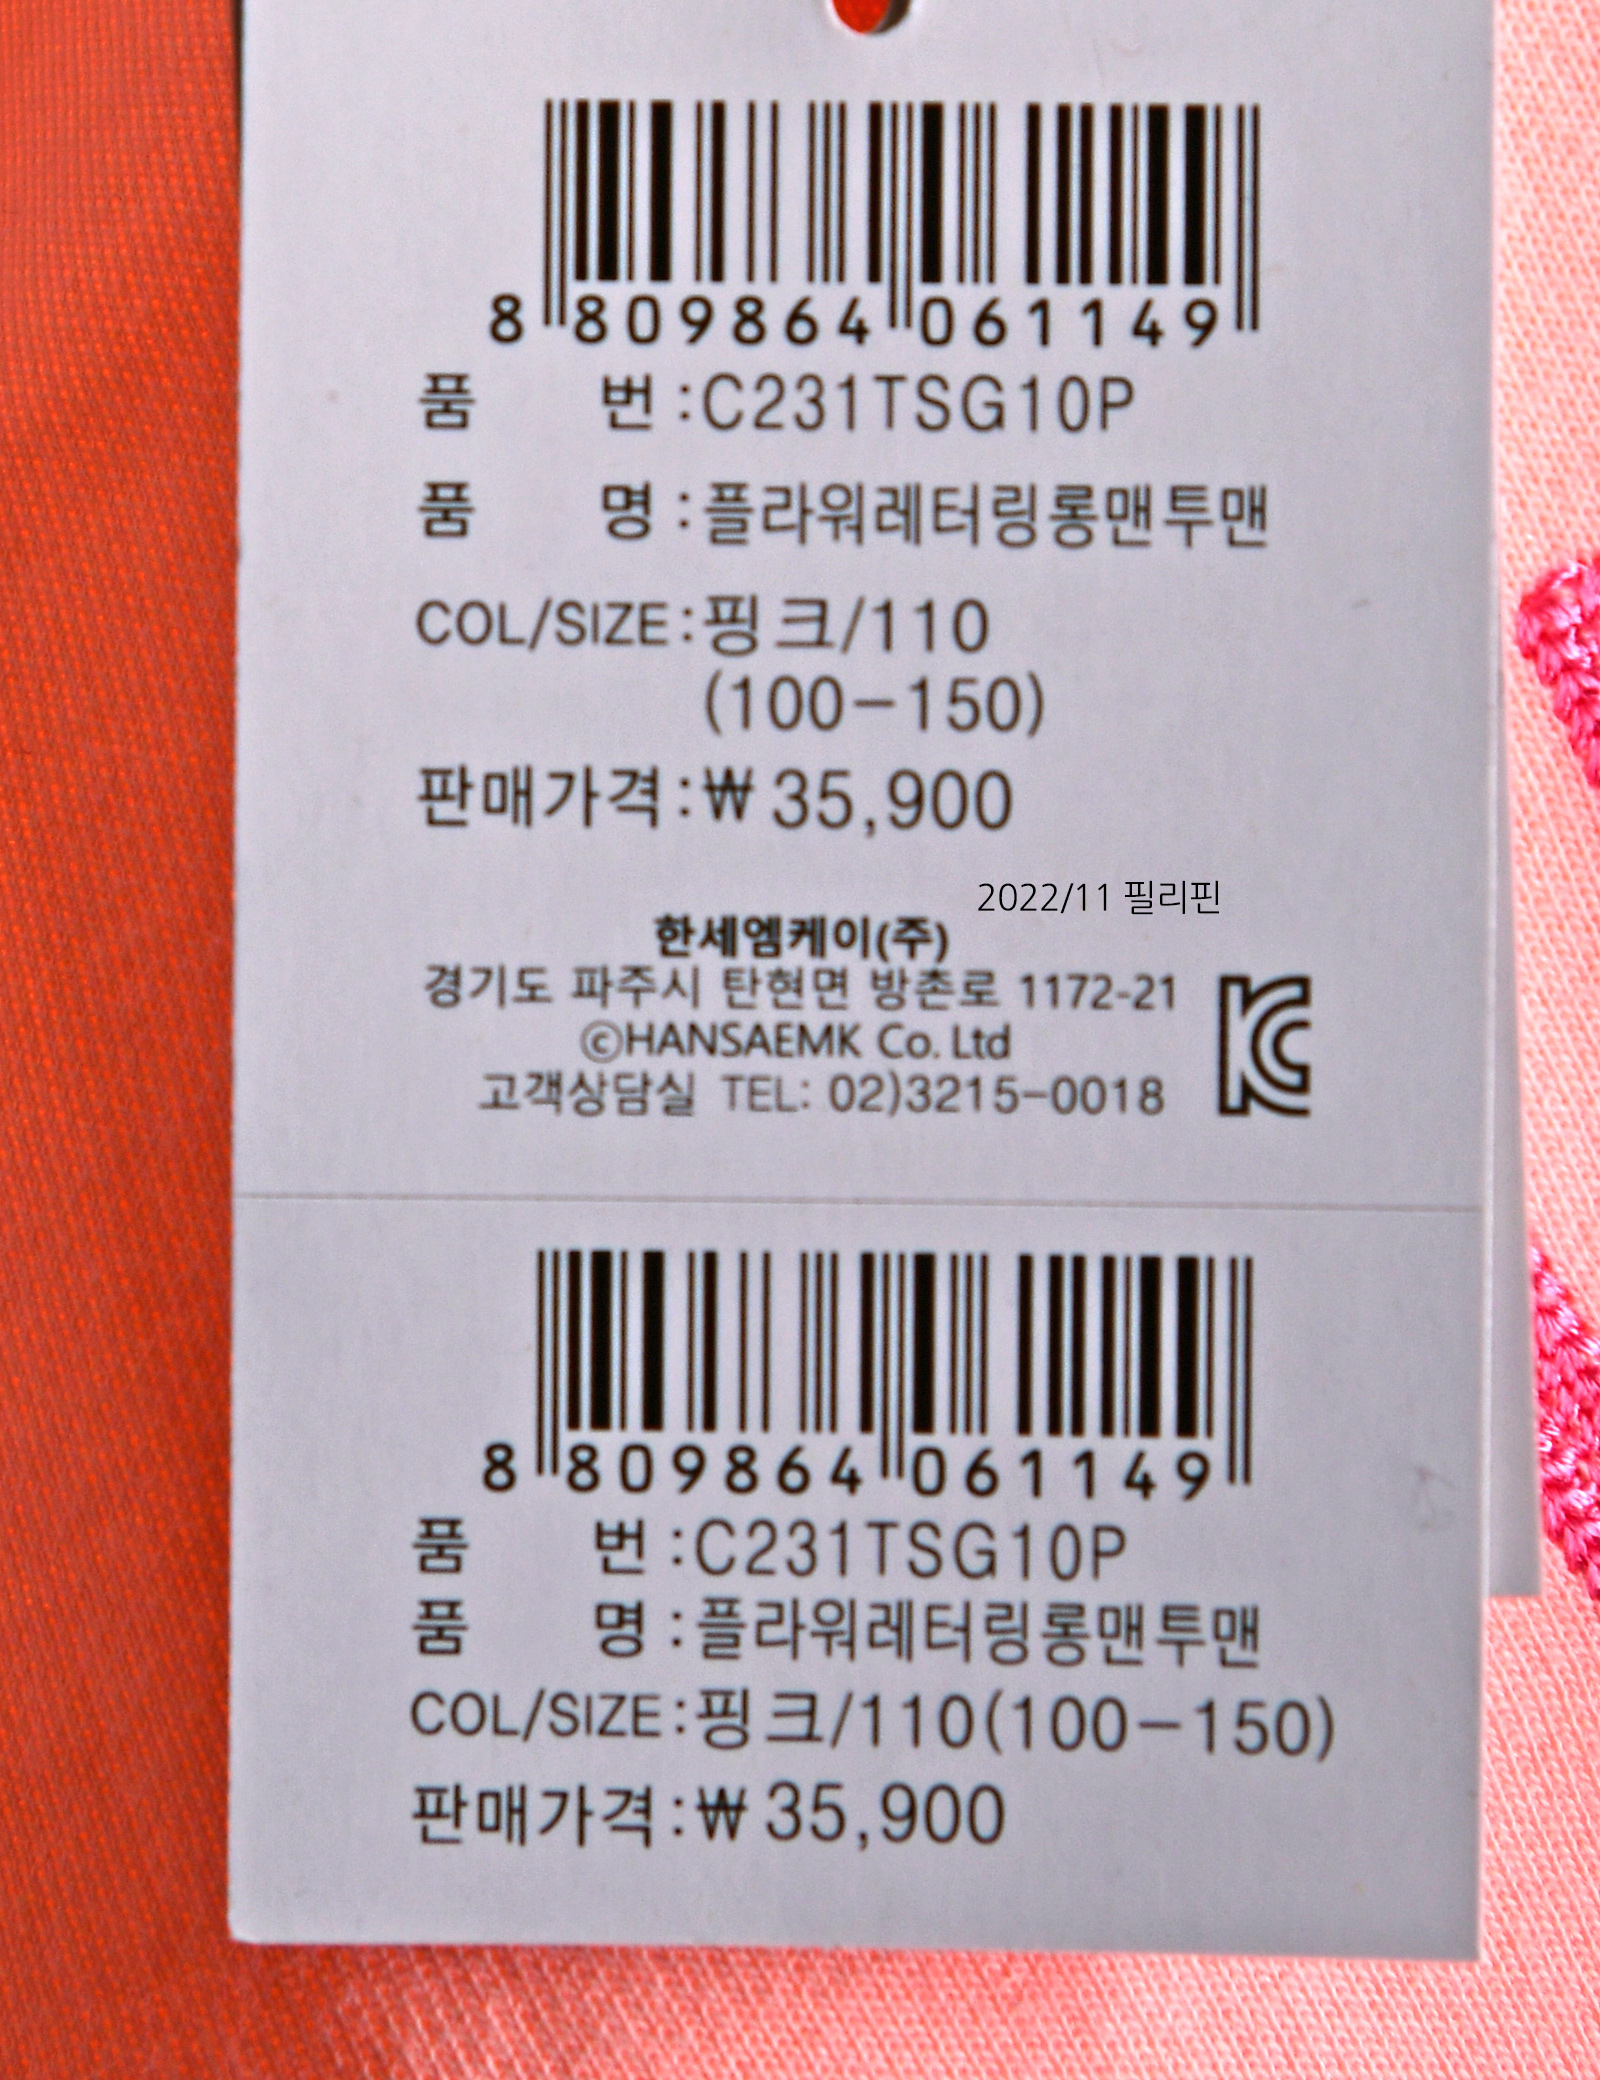 8 809864 061149
품 번 : C231TSG10P
품 명 : 플라워레터링롱맨투맨
COL/SIZE : 핑크/110
(100-150)
판매가격 : ₩ 35,900
2022/11 필리핀
한세엠케이(주)
경기도 파주시 탄현면 방촌로 1172-21
ⓒHANSAEMK Co. Ltd
고객상담실 TEL: 02)3215-0018
8 809864 061149
품 번 : C231TSG10P
품 명 : 플라워레터링롱맨투맨
COL/SIZE : 핑크/110(100-150)
판매가격 : ₩ 35,900